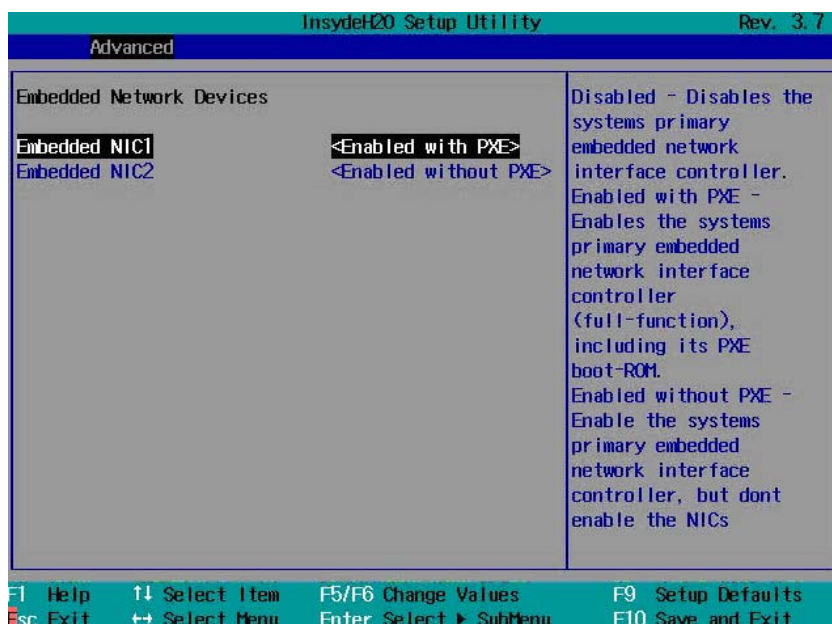 InsydeH2O Setup Utility Rev. 3.7
Advanced
Embedded Network Devices
Embedded NIC1 <Enabled with PXE>
Embedded NIC2 <Enabled without PXE>
Disabled - Disables the
systems primary
embedded network
interface controller.
Enabled with PXE -
Enables the systems
primary embedded
network interface
controller
(full-function),
including its PXE
boot-ROM.
Enabled without PXE -
Enable the systems
primary embedded
network interface
controller, but dont
enable the NICs
F1 Help ↑↓ Select Item F5/F6 Change Values F9 Setup Defaults
Esc Exit ↔ Select Menu Enter Select ▶ SubMenu F10 Save and Exit